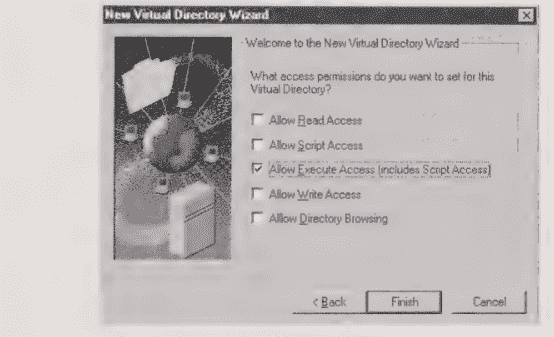 New Virtual Directory Wizard
Welcome to the New Virtual Directory Wizard
What access permissions do you want to set for this
Virtual Directory?
Allow Read Access
Allow Script Access
Allow Execute Access (includes Script Access)
Allow Write Access
Allow Directory Browsing
< Back
Finish
Cancel